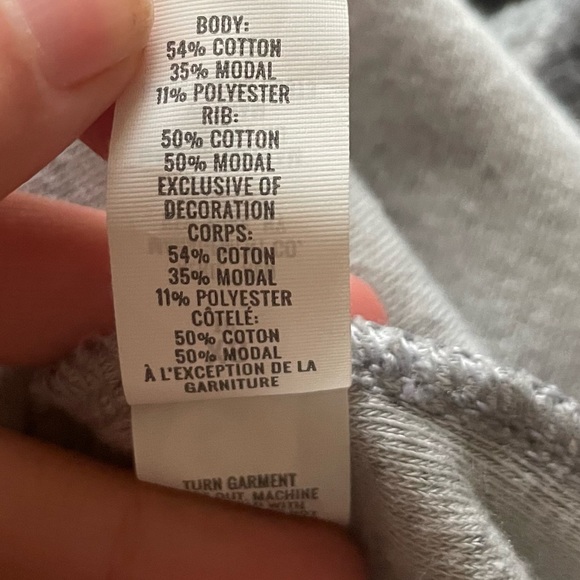 BODY:
54% COTTON
35% MODAL
11% POLYESTER
RIB:
50% COTTON
50% MODAL
EXCLUSIVE OF
DECORATION
CORPS:
54% COTON
35% MODAL
11% POLYESTER
CÔTELÉ:
50% COTON
50% MODAL
À L'EXCEPTION DE LA
GARNITURE
TURN GARMENT
OUT, MACHINE
WITH